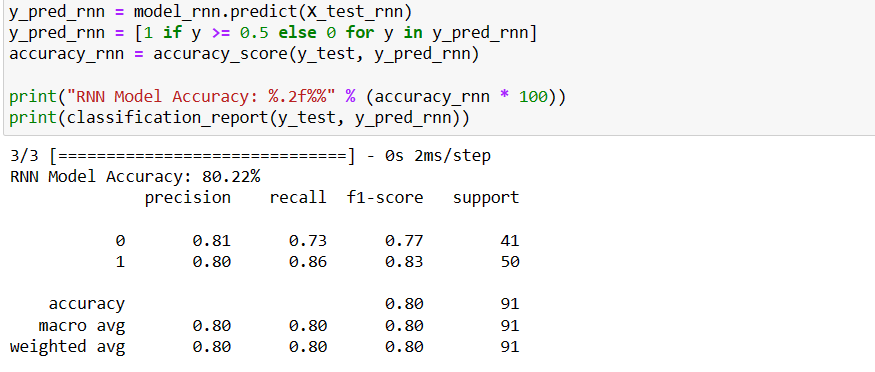 y_pred_rnn = model_rnn.predict(X_test_rnn)
y_pred_rnn = [1 if y >= 0.5 else 0 for y in y_pred_rnn]
accuracy_rnn = accuracy_score(y_test, y_pred_rnn)
print("RNN Model Accuracy: %.2f%%" % (accuracy_rnn * 100))
print(classification_report(y_test, y_pred_rnn))
3/3 [==============================] - 0s 2ms/step
RNN Model Accuracy: 80.22%
precision recall f1-score support
0 0.81 0.73 0.77 41
1 0.80 0.86 0.83 50
accuracy 0.80 91
macro avg 0.80 0.80 0.80 91
weighted avg 0.80 0.80 0.80 91